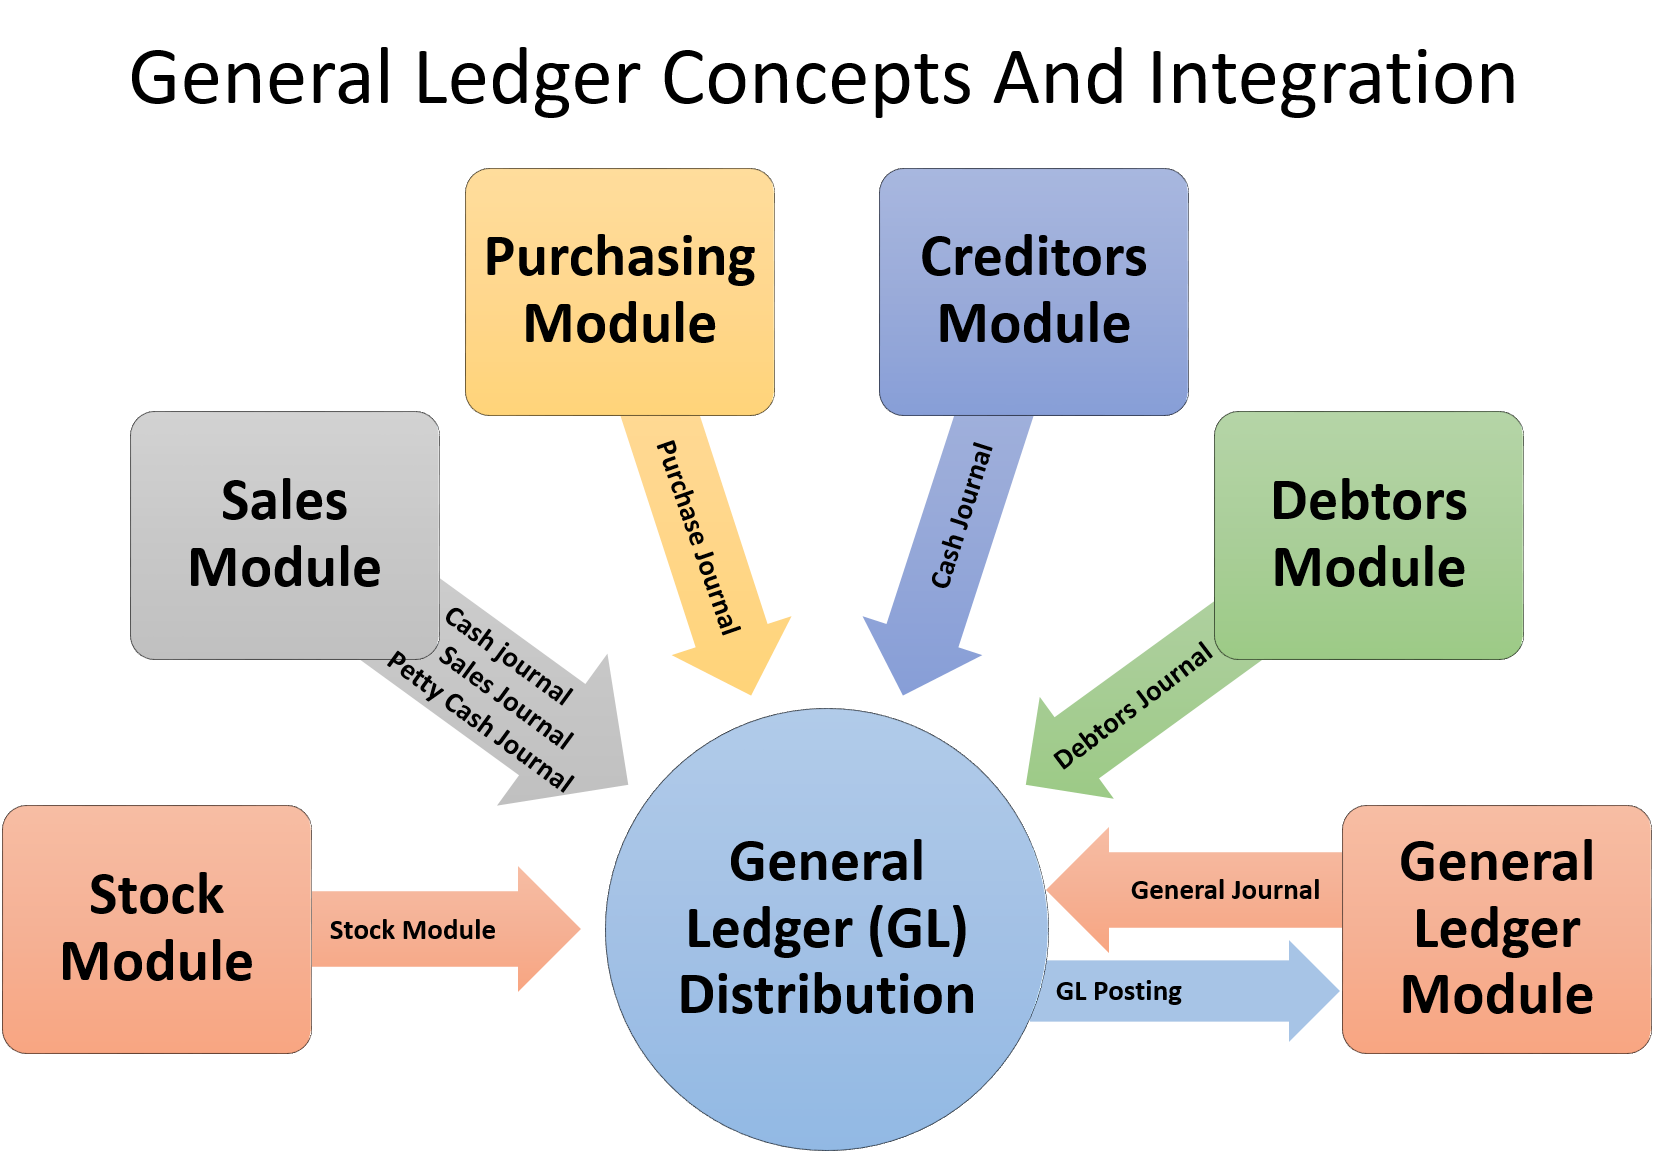 General Ledger Concepts And Integration
Purchasing
Module
Creditors
Module
Sales
Module
Debtors
Module
Purchase Journal
Cash Journal
Cash journal
Sales Journal
Petty Cash Journal
Debtors Journal
Stock
Module
Stock Module
General
Ledger (GL)
Distribution
General Journal
GL Posting
General
Ledger
Module